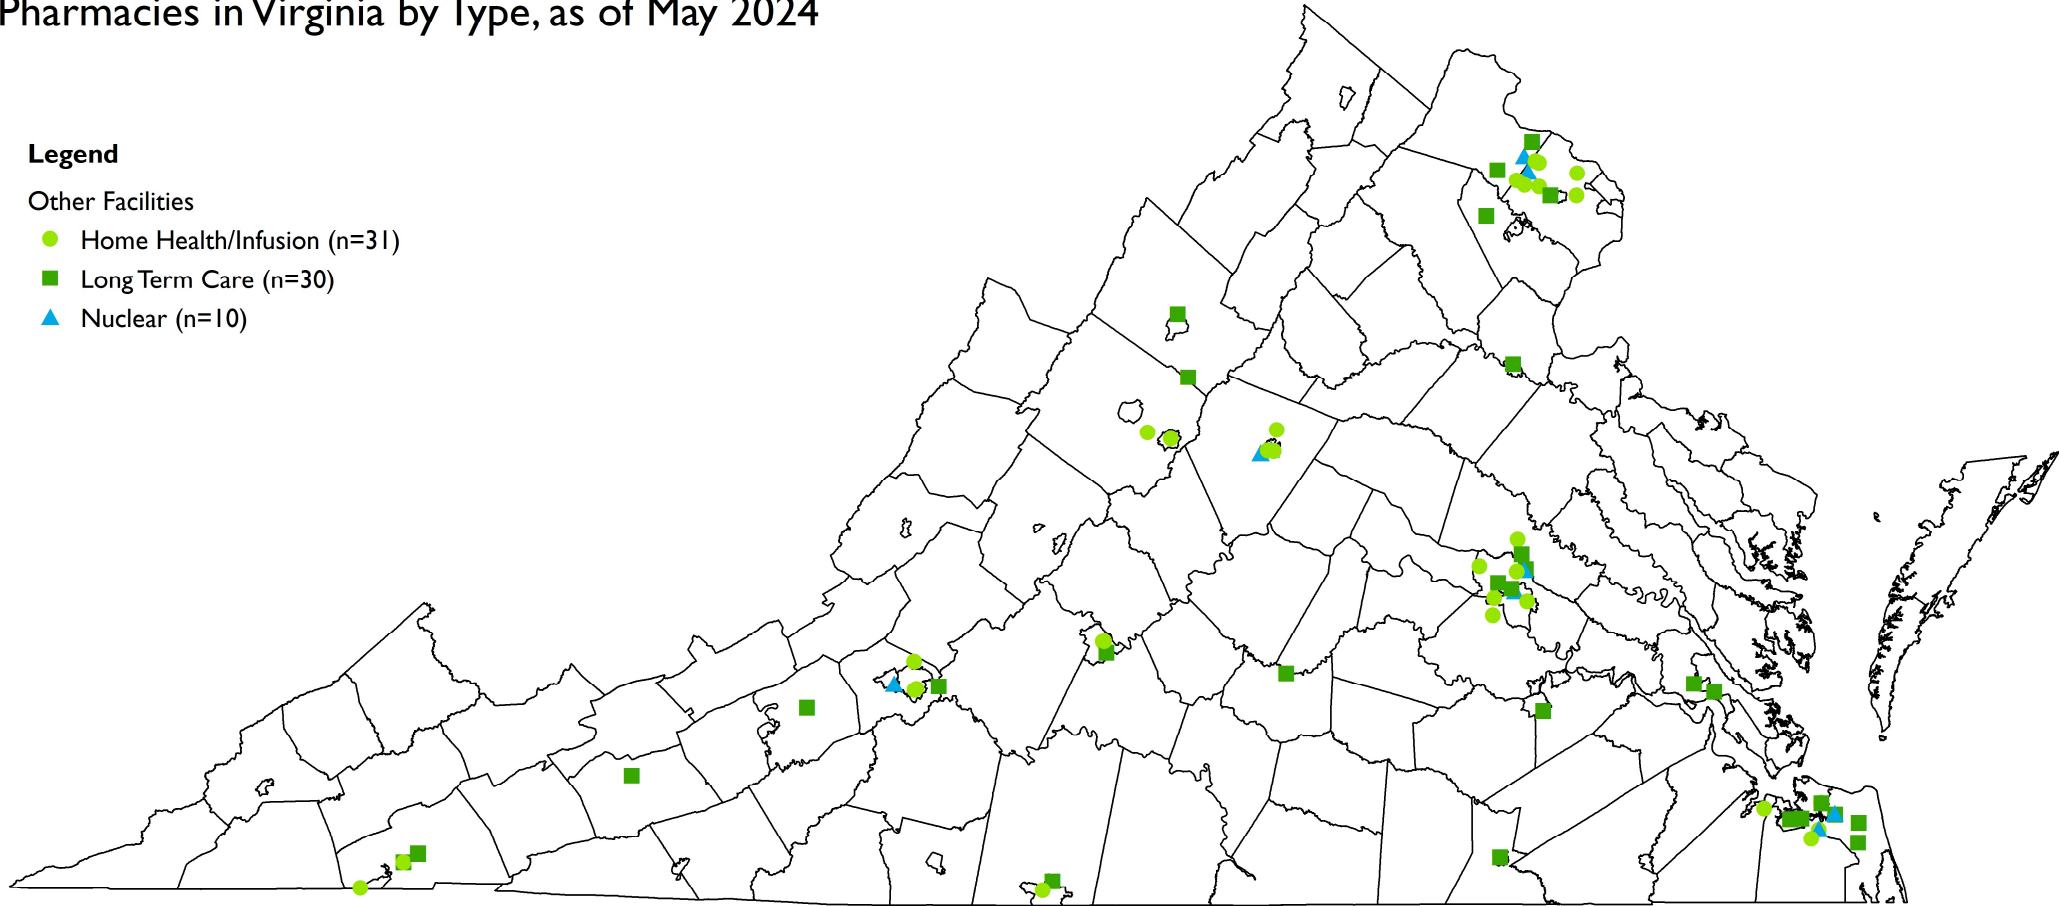 Pharmacies in Virginia by Type, as of May 2024
Legend
Other Facilities
Home Health/Infusion (n=31)
Long Term Care (n=30)
Nuclear (n=10)